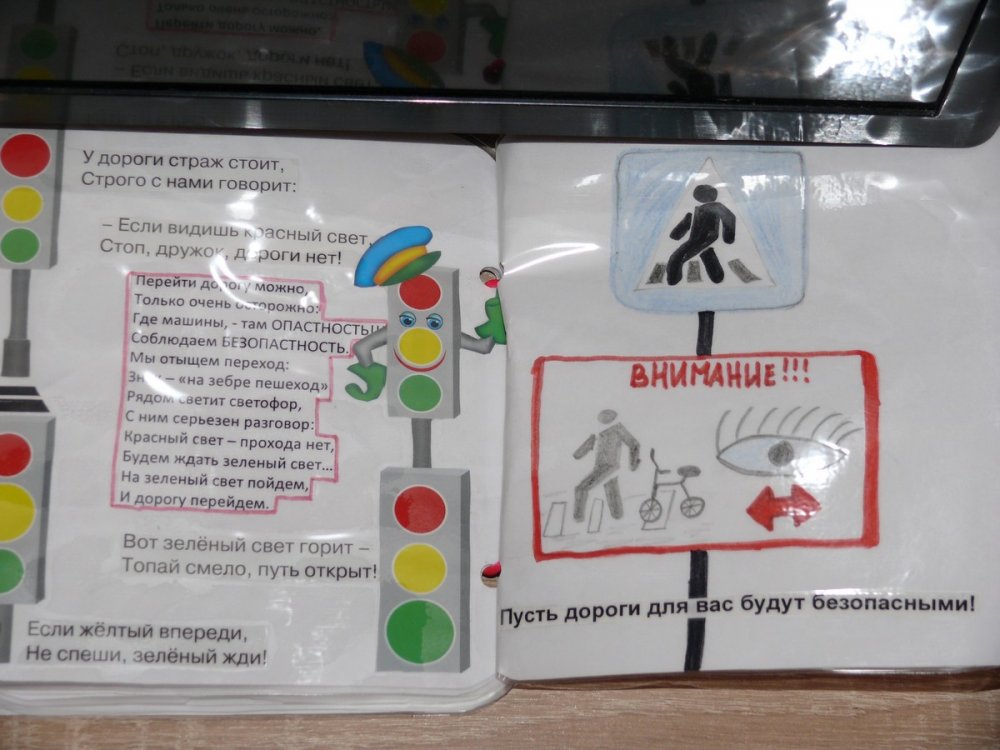 У дороги страж стоит,
Строго с нами говорит:
– Если видишь красный свет,
Стоп, дружок, дороги нет!
Перейти дорогу можно,
Только очень осторожно:
Где машины, - там ОПАСТНОСТЬ!!
Соблюдаем БЕЗОПАСТНОСТЬ.
Мы отыщем переход:
Знак – «на зебре пешеход»
Рядом светит светофор,
С ним серьезен разговор:
Красный свет – прохода нет,
Будем ждать зеленый свет...
На зеленый свет пойдем,
И дорогу перейдем.
Вот зелёный свет горит –
Топай смело, путь открыт!
Если жёлтый впереди,
Не спеши, зелёный жди!
ВНИМАНИЕ!!!
Пусть дороги для вас будут безопасными!